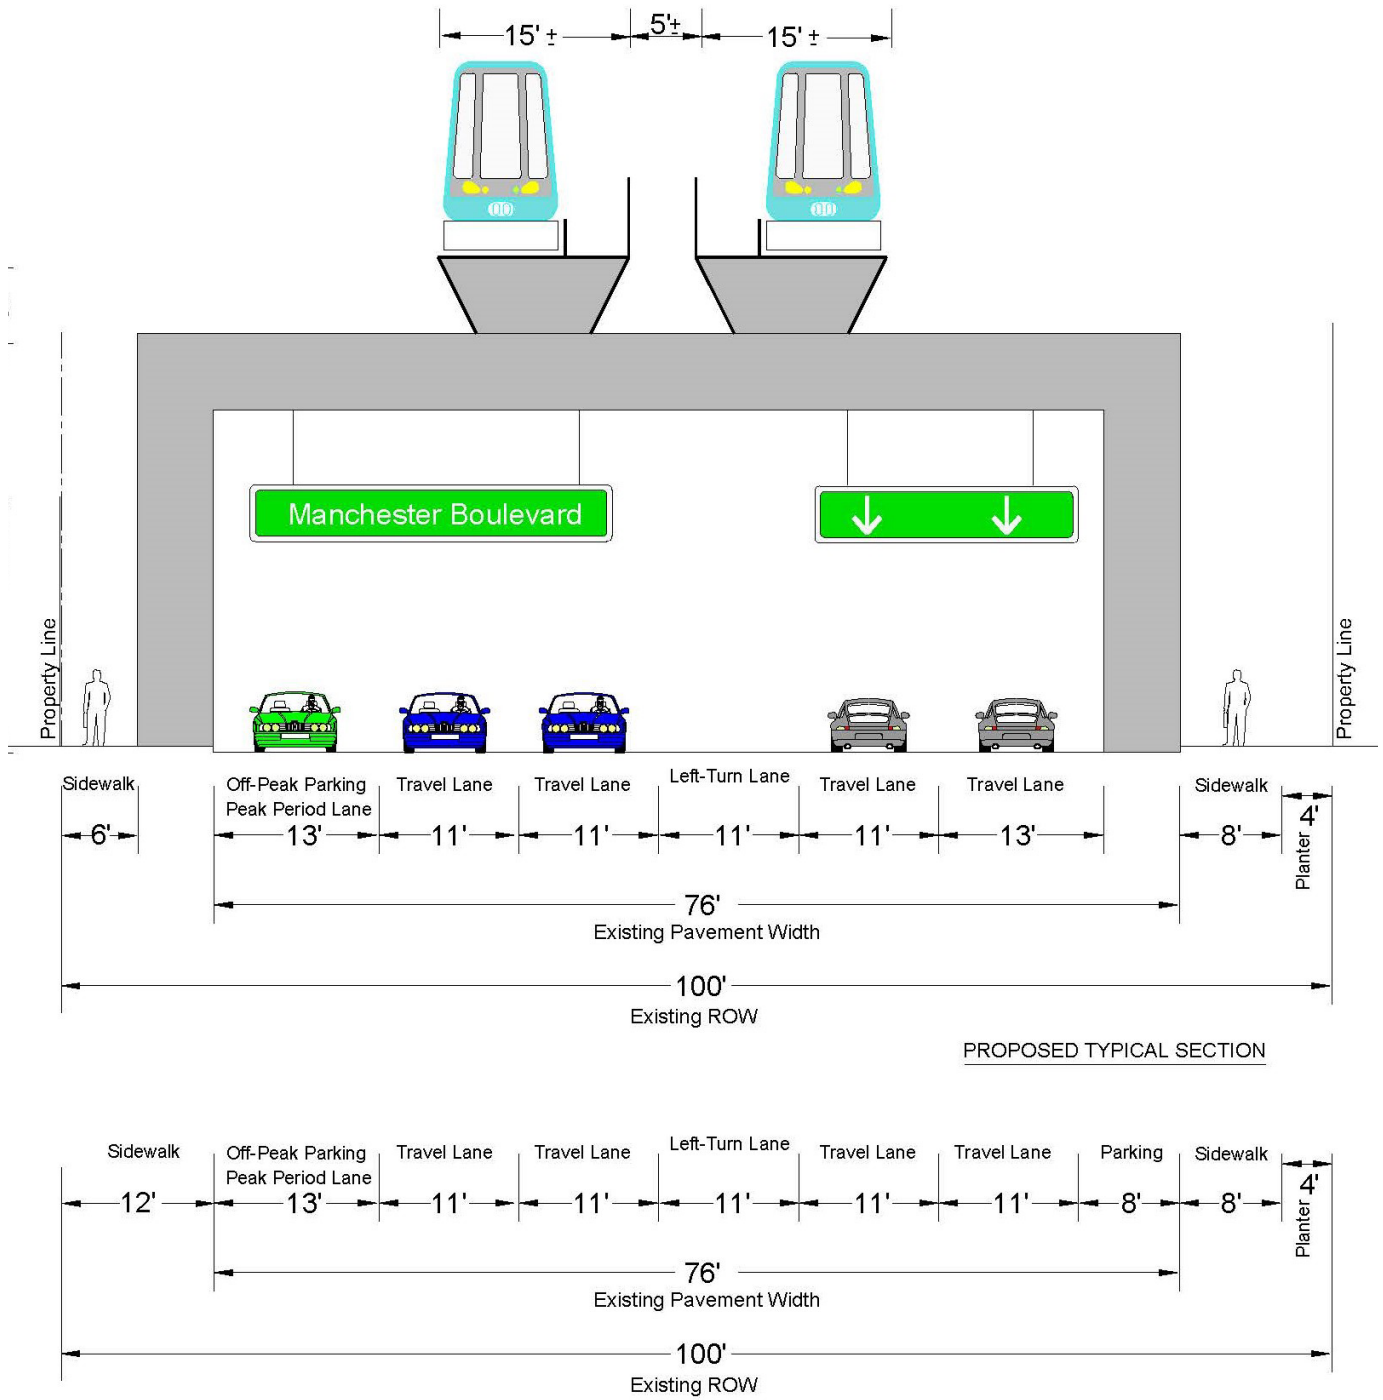 15' ± 5'± 15' ±
Manchester Boulevard
Property Line
Property Line
Sidewalk Off-Peak Parking Travel Lane Travel Lane Left-Turn Lane Travel Lane Travel Lane Sidewalk
Peak Period Lane
6' 13' 11' 11' 11' 11' 13' 8' 4'
Planter
76'
Existing Pavement Width
100'
Existing ROW
PROPOSED TYPICAL SECTION
Sidewalk Off-Peak Parking Travel Lane Travel Lane Left-Turn Lane Travel Lane Travel Lane Parking Sidewalk
Peak Period Lane
12' 13' 11' 11' 11' 11' 11' 8' 8' 4'
Planter
76'
Existing Pavement Width
100'
Existing ROW